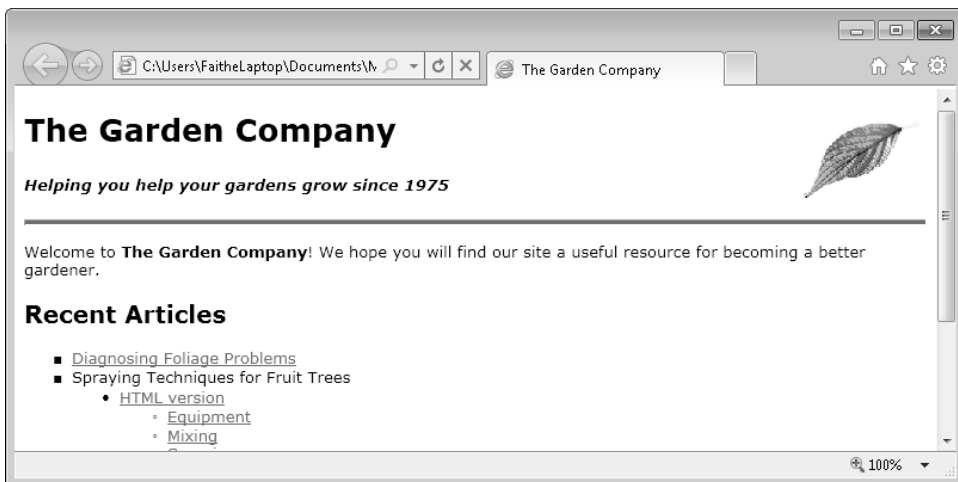 C:\Users\FaitheLaptop\Documents\M
The Garden Company
The Garden Company
Helping you help your gardens grow since 1975
Welcome to The Garden Company! We hope you will find our site a useful resource for becoming a better
gardener.
Recent Articles
Diagnosing Foliage Problems
Spraying Techniques for Fruit Trees
HTML version
Equipment
Mixing
100%